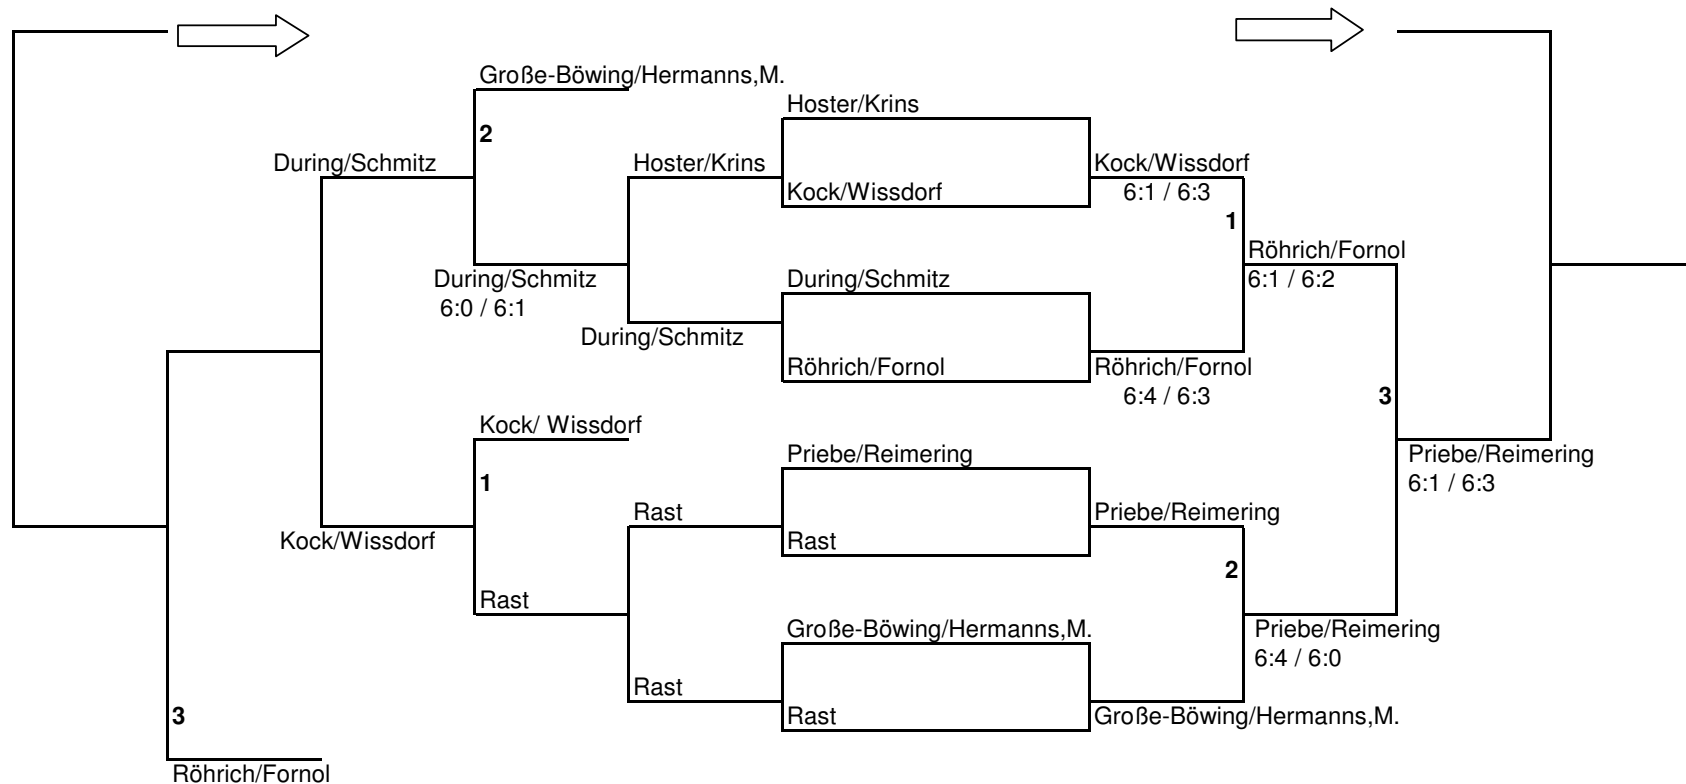 Große-Böwing/Hermanns,M.
Hoster/Krins
2
During/Schmitz
Hoster/Krins
Kock/Wissdorf
Kock/Wissdorf
6:1 / 6:3
1
Röhrich/Fornol
During/Schmitz
During/Schmitz
6:1 / 6:2
6:0 / 6:1
During/Schmitz
Röhrich/Fornol
Röhrich/Fornol
6:4 / 6:3
3
Kock/ Wissdorf
Priebe/Reimering
Priebe/Reimering
1
6:1 / 6:3
Rast
Priebe/Reimering
Kock/Wissdorf
Rast
2
Rast
Große-Böwing/Hermanns,M.
Priebe/Reimering
6:4 / 6:0
Rast
3
Rast
Große-Böwing/Hermanns,M.
Röhrich/Fornol